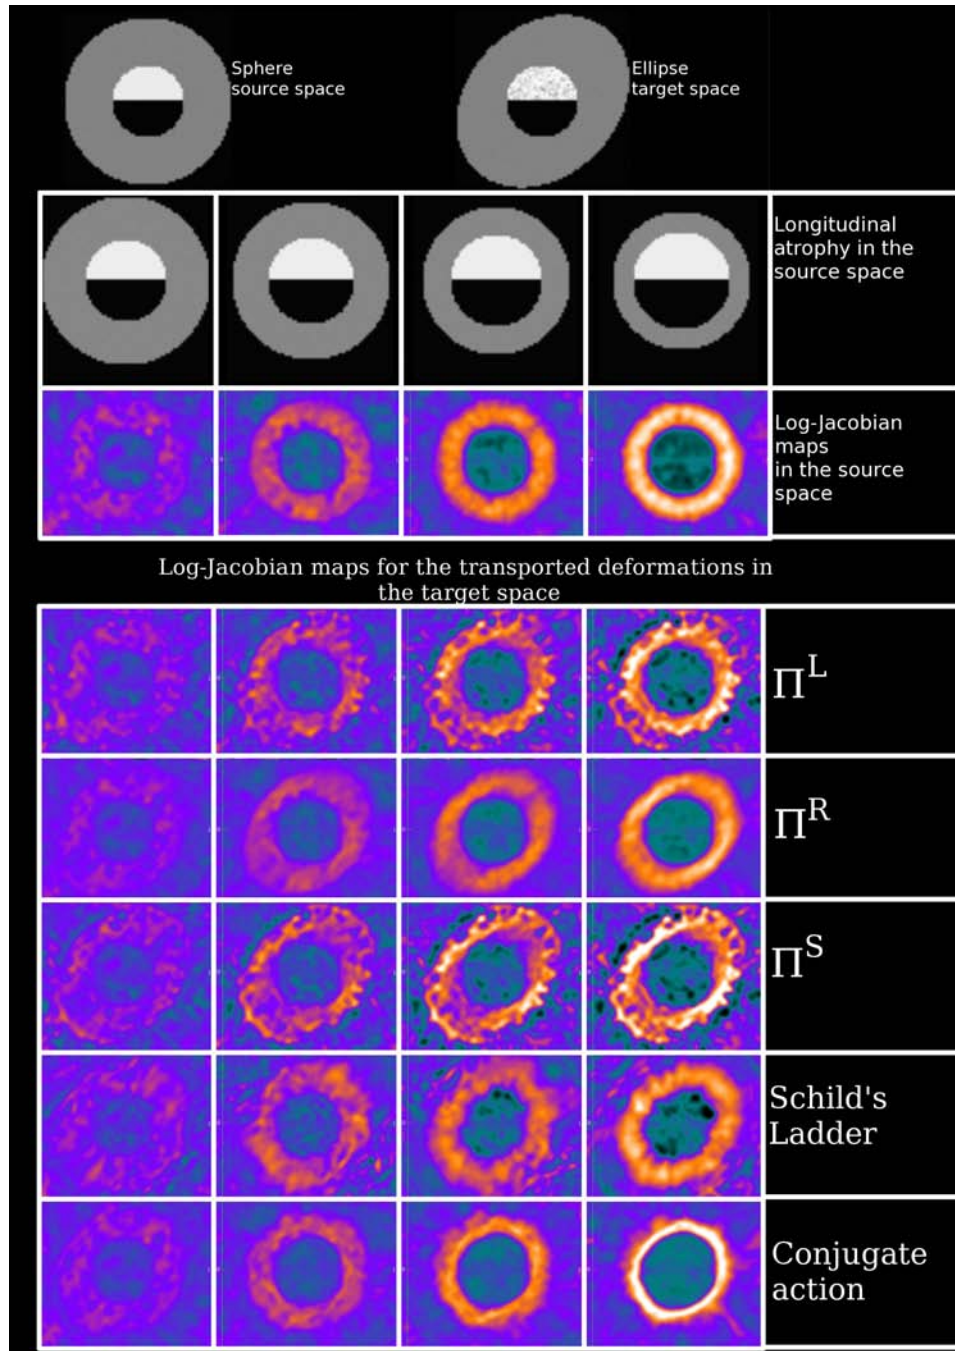 Sphere
source space
Ellipse
target space
Longitudinal
atrophy in the
source space
Log-Jacobian
maps
in the source
space
Log-Jacobian maps for the transported deformations in
the target space
Π^L
Π^R
Π^S
Schild's
Ladder
Conjugate
action